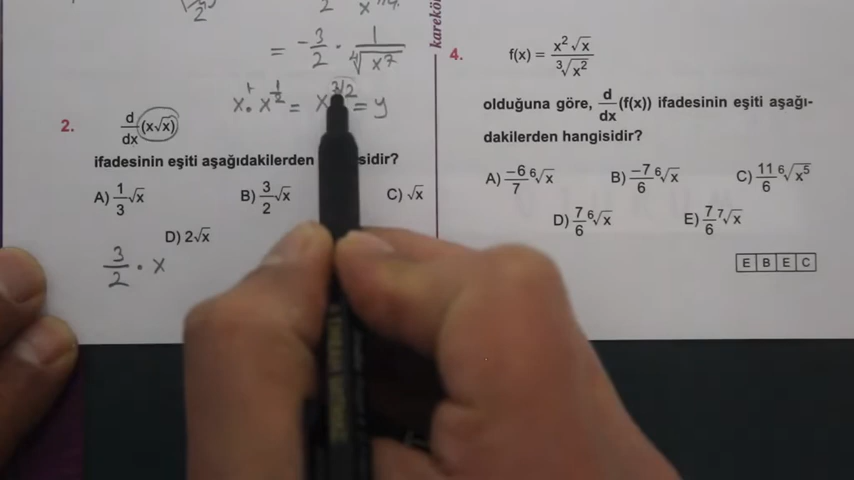 = -3/2 · 1/⁴√x⁷
x · x^(1/2) = x^(3/2) = y
2. d/dx (x√x)
ifadesinin eşiti aşağıdakilerden
A) 1/3 √x B) 3/2 √x C) √x
D) 2√x
3/2 · x
4. f(x) = x²√x / ³√x²
olduğuna göre, d/dx (f(x)) ifadesinin eşiti aşağı-
dakilerden hangisidir?
A) -6/7 ⁶√x B) -7/6 ⁶√x C) 11/6 ⁶√x⁵
D) 7/6 ⁶√x E) 7/6 ⁷√x
E B E C